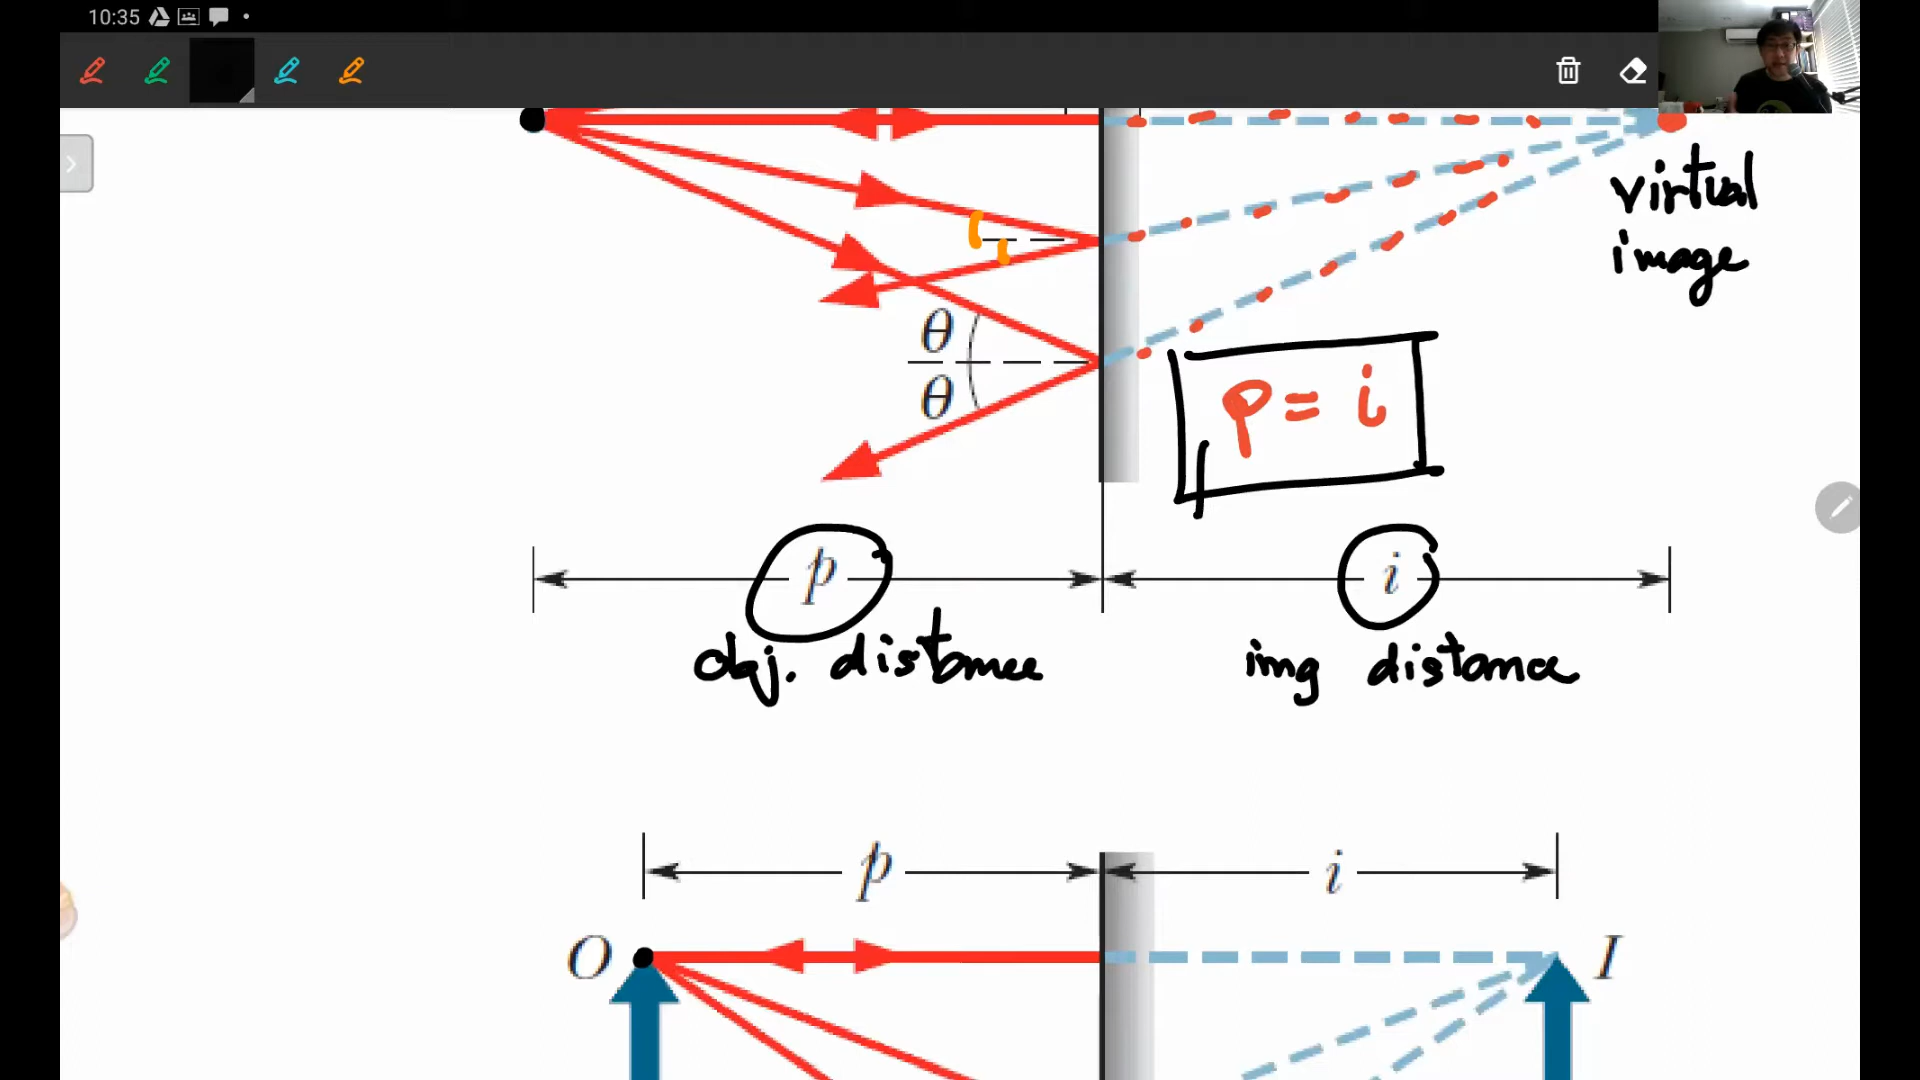 10:35
virtual
image
θ
θ
p = i
p
i
obj. distance
img distance
p
i
O
I